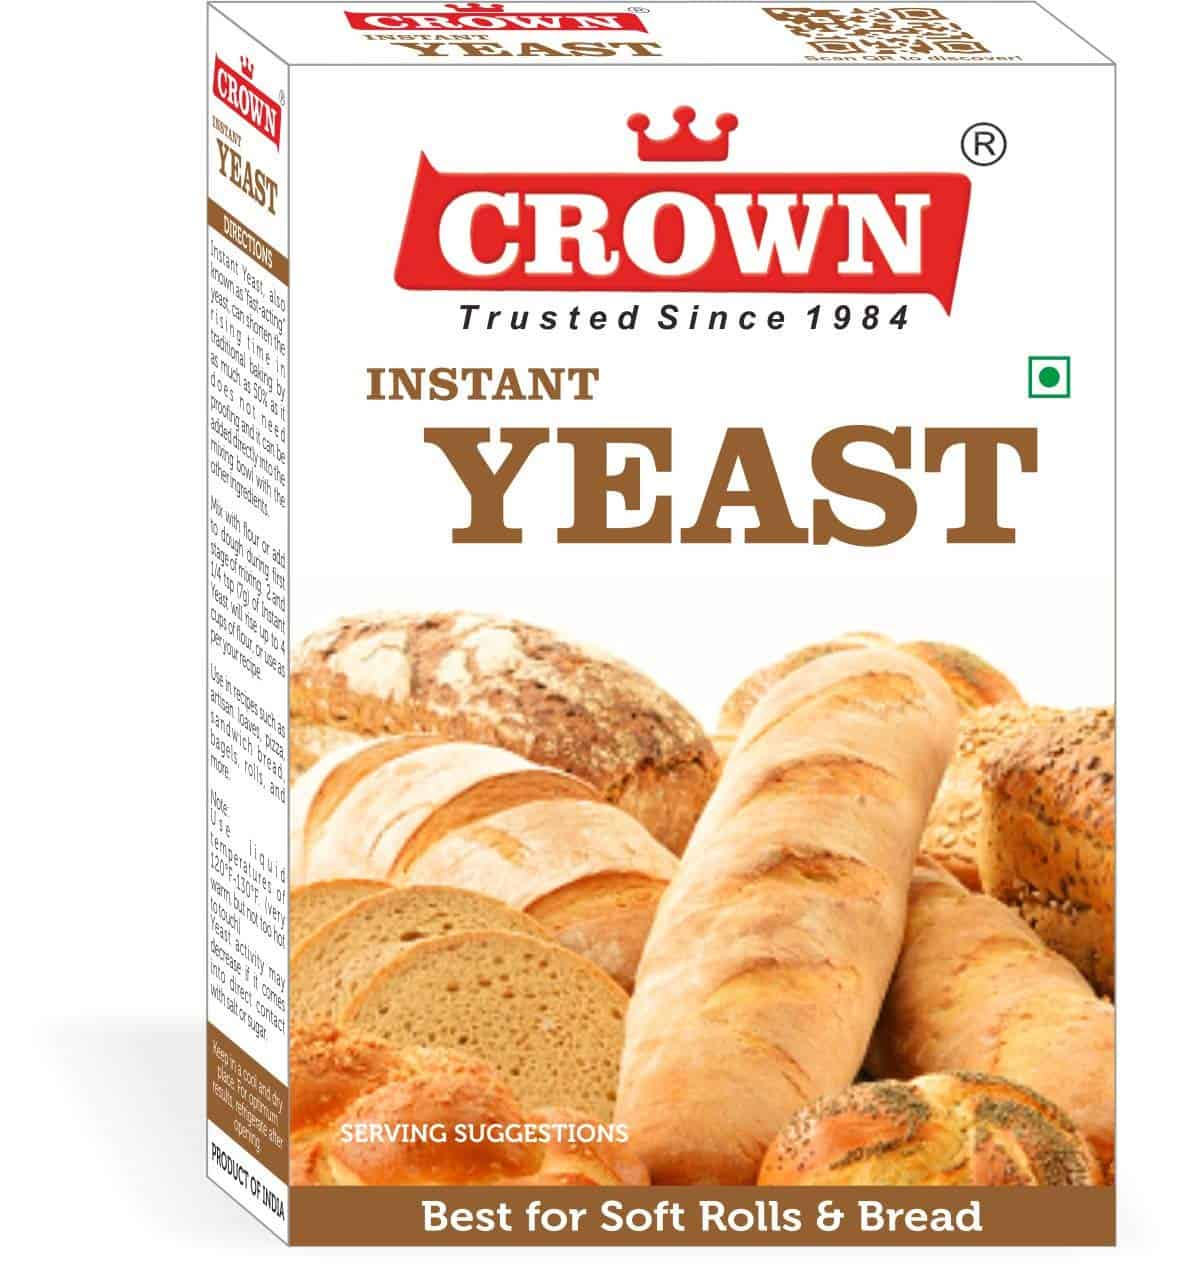 CROWN
®
INSTANT
YEAST
Scan QR to discover!
CROWN
®
INSTANT
YEAST
DIRECTIONS
Instant Yeast, also
known as "fast-acting"
yeast, can shorten the
rising time in
traditional baking by
as much as 50% as it
does not need
proofing and it can be
added directly into the
mixing bowl with the
other ingredients.
Mix with flour or add
to dough during first
stage of mixing. 2 and
1/4 tsp (7g) of Instant
Yeast will rise up to 4
cups of flour, or use as
per your recipe.
Use in recipes such as
artisan loaves, pizza,
sandwich bread,
bagels, rolls, and
more.
Note:
Use liquid
temperatures of
120°F-130°F. (very
warm, but not too hot
to touch)
Yeast activity may
decrease if it comes
into direct contact
with salt or sugar.
Keep in a cool and dry
place. For optimum
results, refrigerate after
opening.
PRODUCT OF INDIA
CROWN
®
Trusted Since 1984
INSTANT
YEAST
SERVING SUGGESTIONS
Best for Soft Rolls & Bread